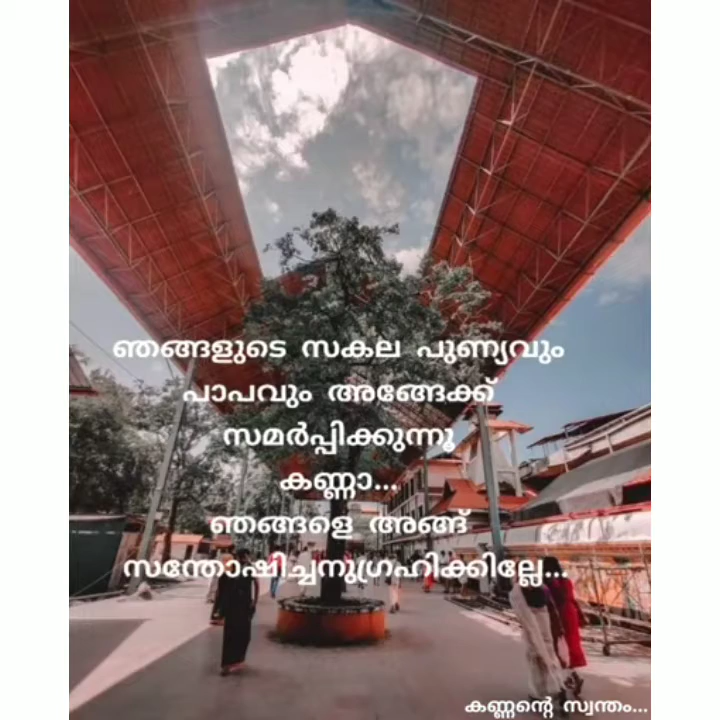 ഞങ്ങളുടെ സകല പുണ്യവും
പാപവും അങ്ങേക്ക്
സമർപ്പിക്കുന്നൂ
കണ്ണാ...
ഞങ്ങളെ അങ്ങ്
സന്തോഷിച്ചനുഗ്രഹിക്കില്ലേ...
കണ്ണന്റെ സ്വന്തം...